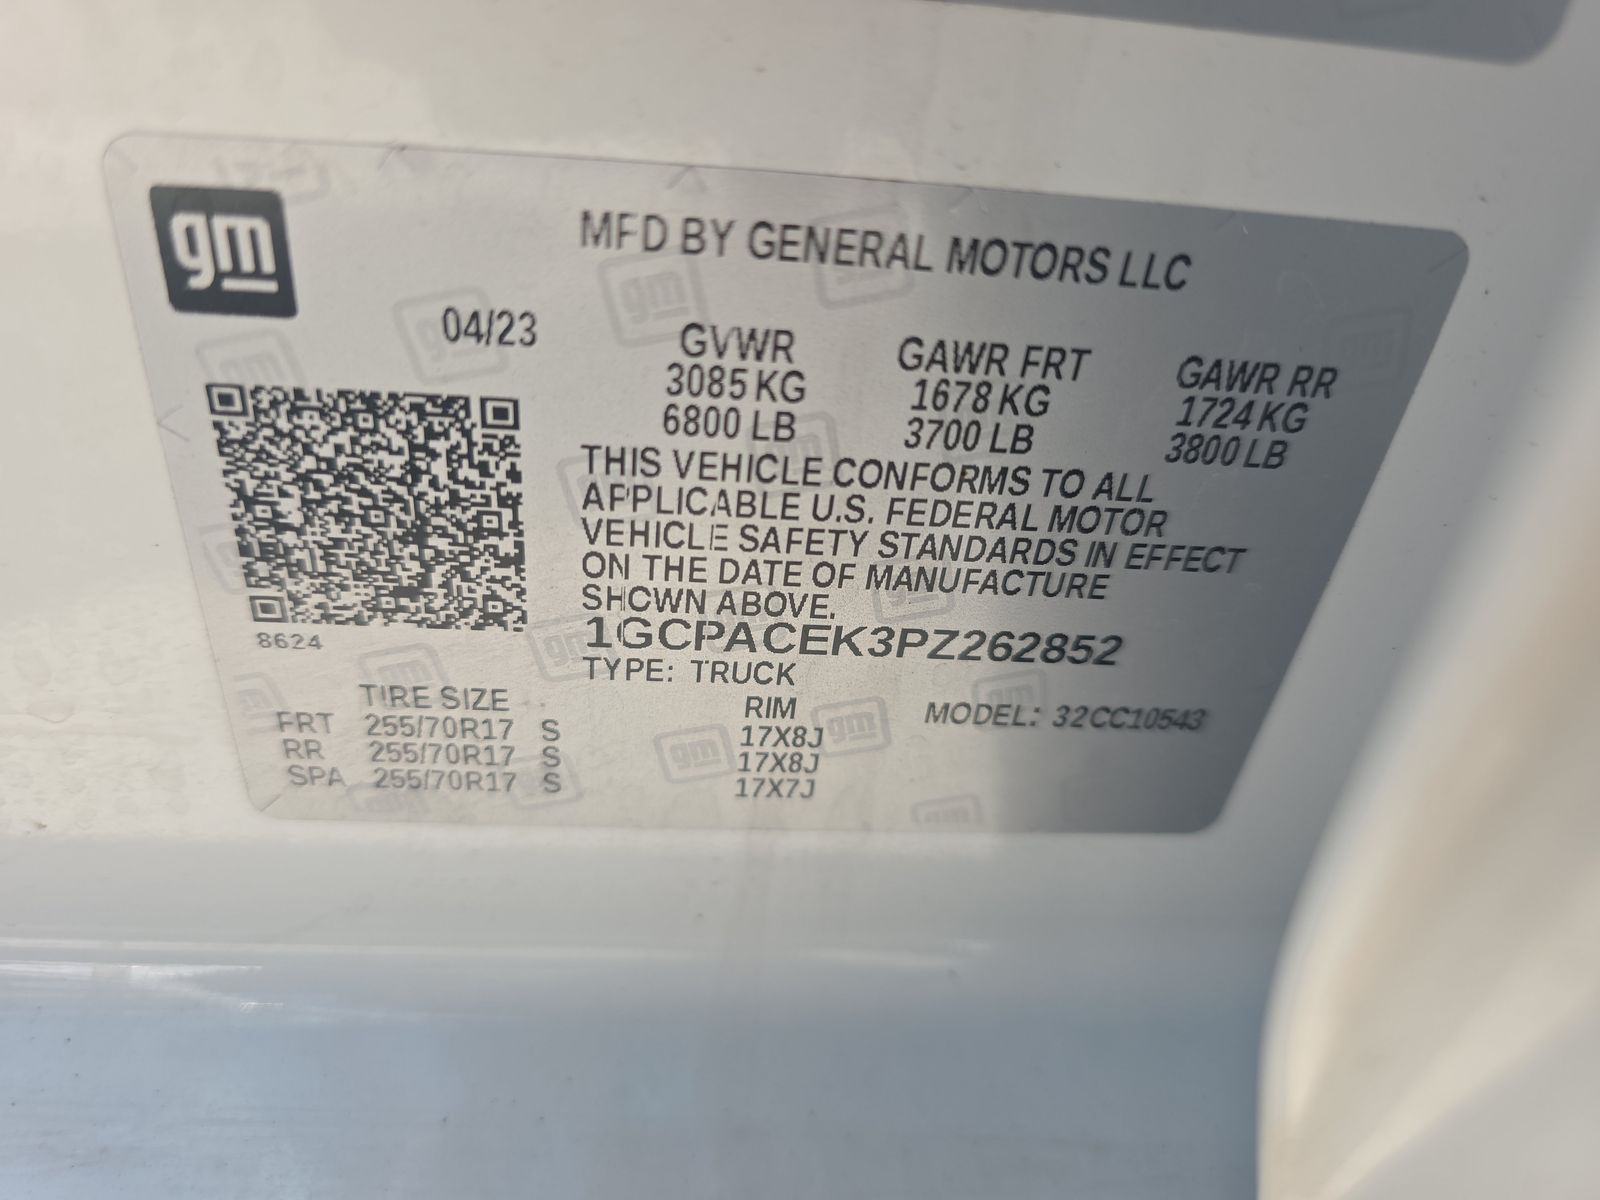 gm
MFD BY GENERAL MOTORS LLC
04/23
GVWR GAWR FRT GAWR RR
3085 KG 1678 KG 1724 KG
6800 LB 3700 LB 3800 LB
THIS VEHICLE CONFORMS TO ALL
APPLICABLE U.S. FEDERAL MOTOR
VEHICLE SAFETY STANDARDS IN EFFECT
ON THE DATE OF MANUFACTURE
SHOWN ABOVE.
1GCPACEK3PZ262852
8624
TYPE: TRUCK
TIRE SIZE RIM MODEL: 32CC10543
FRT 255/70R17 S 17X8J
RR 255/70R17 S 17X8J
SPA 255/70R17 S 17X7J